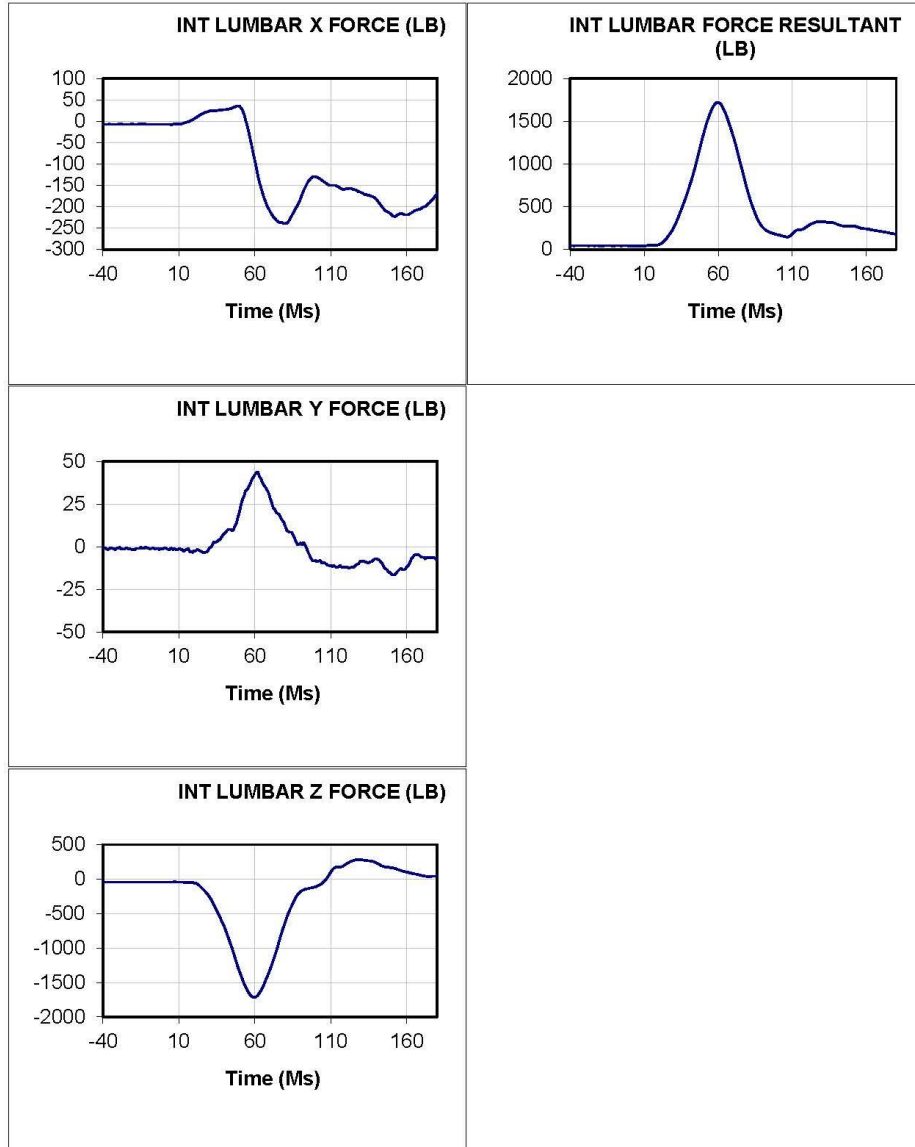 INT LUMBAR X FORCE (LB)
100
50
0
-50
-100
-150
-200
-250
-300
-40 10 60 110 160
Time (Ms)
INT LUMBAR FORCE RESULTANT
(LB)
2000
1500
1000
500
0
-40 10 60 110 160
Time (Ms)
INT LUMBAR Y FORCE (LB)
50
25
0
-25
-50
-40 10 60 110 160
Time (Ms)
INT LUMBAR Z FORCE (LB)
500
0
-500
-1000
-1500
-2000
-40 10 60 110 160
Time (Ms)